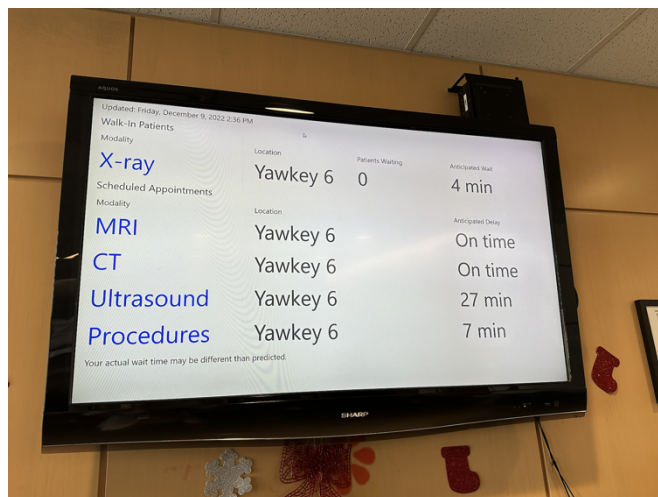 AQUOS
Updated: Friday, December 9, 2022 2:36 PM
Walk-In Patients
Modality Location Patients Waiting Anticipated Wait
X-ray Yawkey 6 0 4 min
Scheduled Appointments
Modality Location Anticipated Delay
MRI Yawkey 6 On time
CT Yawkey 6 On time
Ultrasound Yawkey 6 27 min
Procedures Yawkey 6 7 min
Your actual wait time may be different than predicted.
SHARP